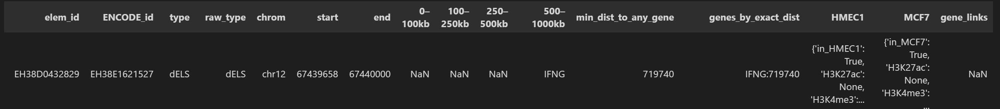 elem_id ENCODE_id type raw_type chrom start end 0–100kb 100–250kb 250–500kb 500–1000kb min_dist_to_any_gene genes_by_exact_dist HMEC1 MCF7 gene_links
EH38D0432829 EH38E1621527 dELS dELS chr12 67439658 67440000 NaN NaN NaN IFNG 719740 IFNG:719740 {'in_HMEC1': True, 'H3K27ac': None, 'H3K4me3':... {'in_MCF7': True, 'H3K27ac': None, 'H3K4me3': ... NaN